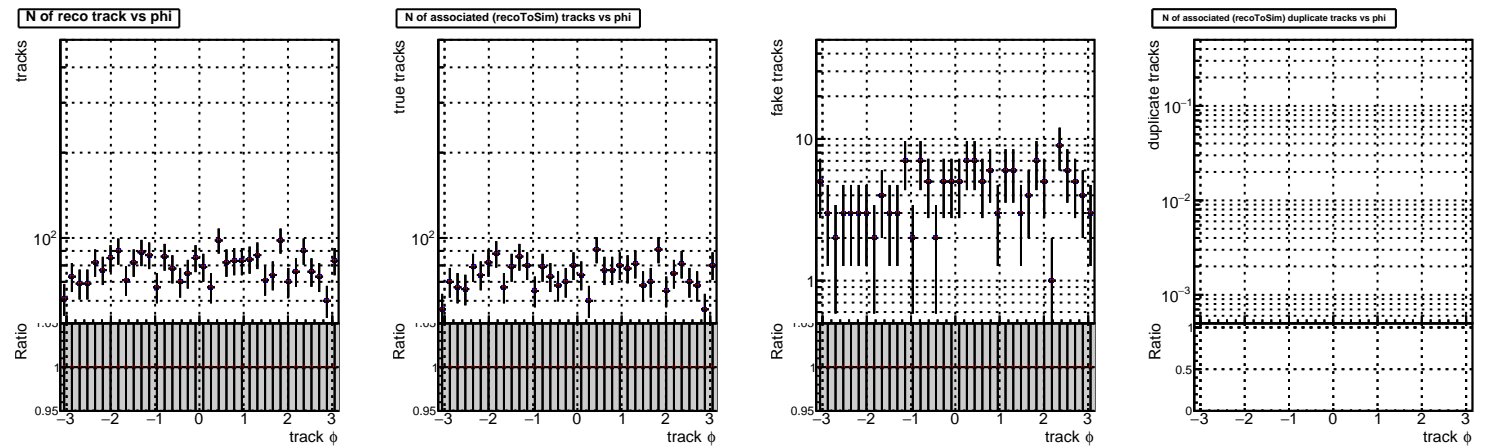 N of reco track vs phi
tracks
10²
Ratio
1.05
1
0.95
−3 −2 −1 0 1 2 3
track ϕ
N of associated (recoToSim) tracks vs phi
true tracks
10²
Ratio
1.05
1
0.95
−3 −2 −1 0 1 2 3
track ϕ
fake tracks
10
1
Ratio
1.05
1
0.95
−3 −2 −1 0 1 2 3
track ϕ
N of associated (recoToSim) duplicate tracks vs phi
duplicate tracks
10⁻¹
10⁻²
10⁻³
Ratio
1
0.5
0
−3 −2 −1 0 1 2 3
track ϕ